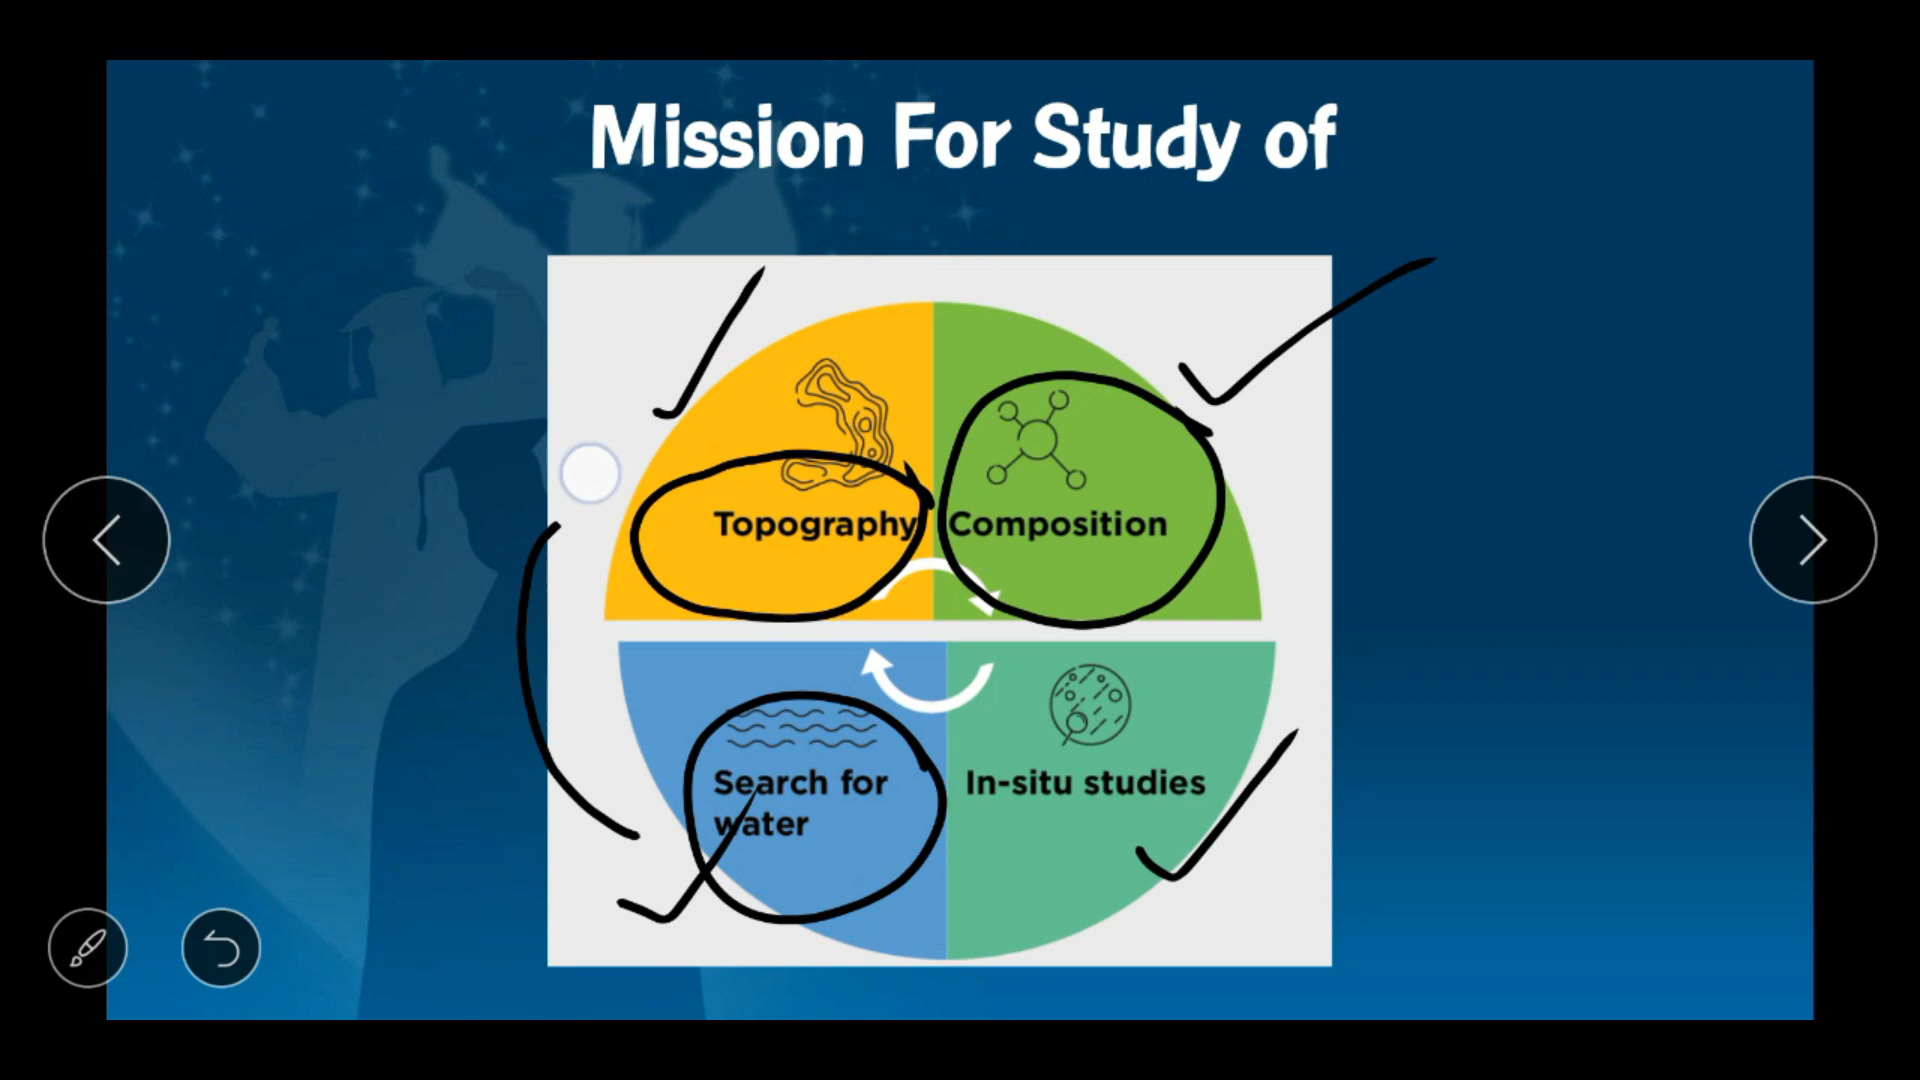 Mission For Study of
Topography
Composition
Search for
water
In-situ studies